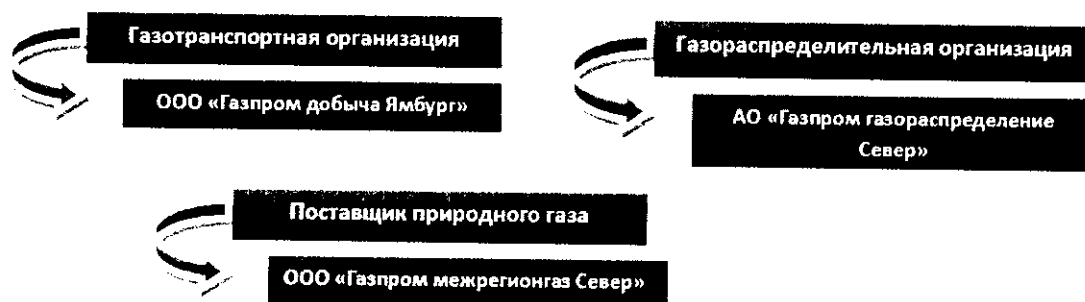 Газотранспортная организация
ООО «Газпром добыча Ямбург»
Газораспределительная организация
АО «Газпром газораспределение
Север»
Поставщик природного газа
ООО «Газпром межрегионгаз Север»